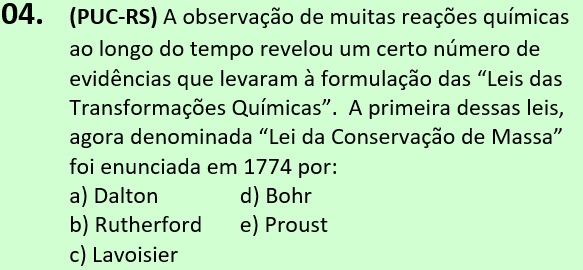 04. (PUC-RS) A observação de muitas reações químicas
ao longo do tempo revelou um certo número de
evidências que levaram à formulação das “Leis das
Transformações Químicas”.  A primeira dessas leis,
agora denominada “Lei da Conservação de Massa”
foi enunciada em 1774 por:
a) Dalton d) Bohr
b) Rutherford e) Proust
c) Lavoisier